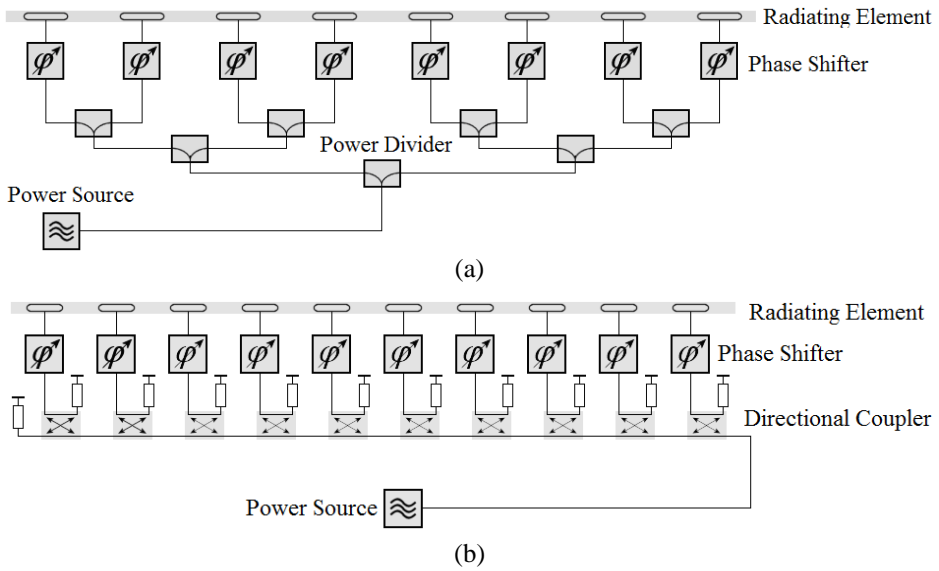 Radiating Element
φ φ φ φ φ φ φ φ
Phase Shifter
Power Divider
Power Source
(a)
Radiating Element
φ φ φ φ φ φ φ φ φ φ
Phase Shifter
Directional Coupler
Power Source
(b)